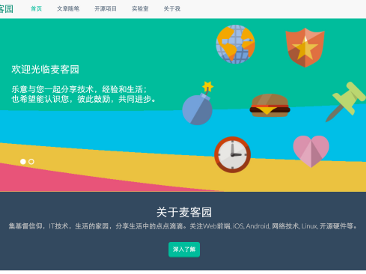 客园 首页 文章随笔 开源项目 实验室 关于我
欢迎光临麦客园
乐意与您一起分享技术，经验和生活；
也希望能认识您，彼此鼓励，共同进步。
关于麦客园
集基督信仰、IT技术、生活的家园，分享生活中的点点滴滴。关注Web前端, iOS, Android, 网络技术, Linux, 开源硬件等。
深入了解